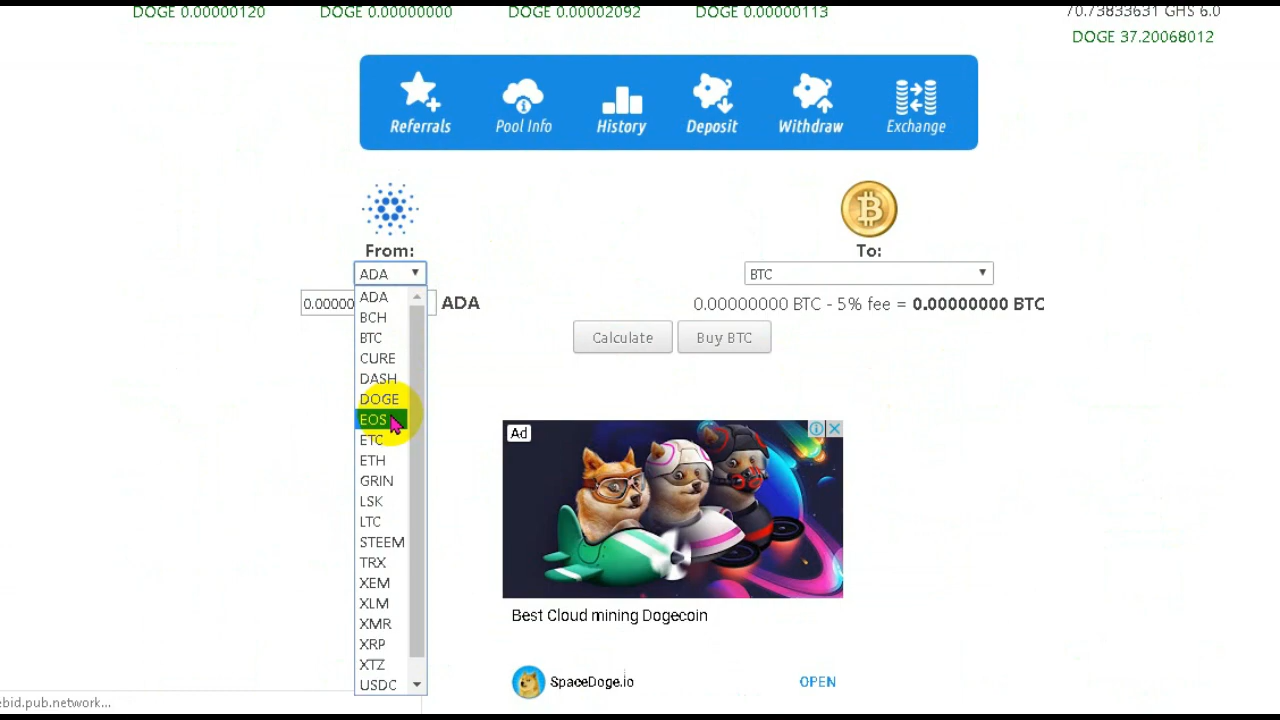 DOGE 0.00000120 DOGE 0.00000000 DOGE 0.00002092 DOGE 0.00000113 70.73833631 GHS 6.0
DOGE 37.20068012
Referrals Pool Info History Deposit Withdraw Exchange
From: To:
ADA BTC
0.00000 ADA 0.00000000 BTC - 5% fee = 0.00000000 BTC
Calculate Buy BTC
ADA
BCH
BTC
CURE
DASH
DOGE
EOS
ETC
ETH
GRIN
LSK
LTC
STEEM
TRX
XEM
XLM
XMR
XRP
XTZ
USDC
Ad
Best Cloud mining Dogecoin
SpaceDoge.io OPEN
ebid.pub.network...